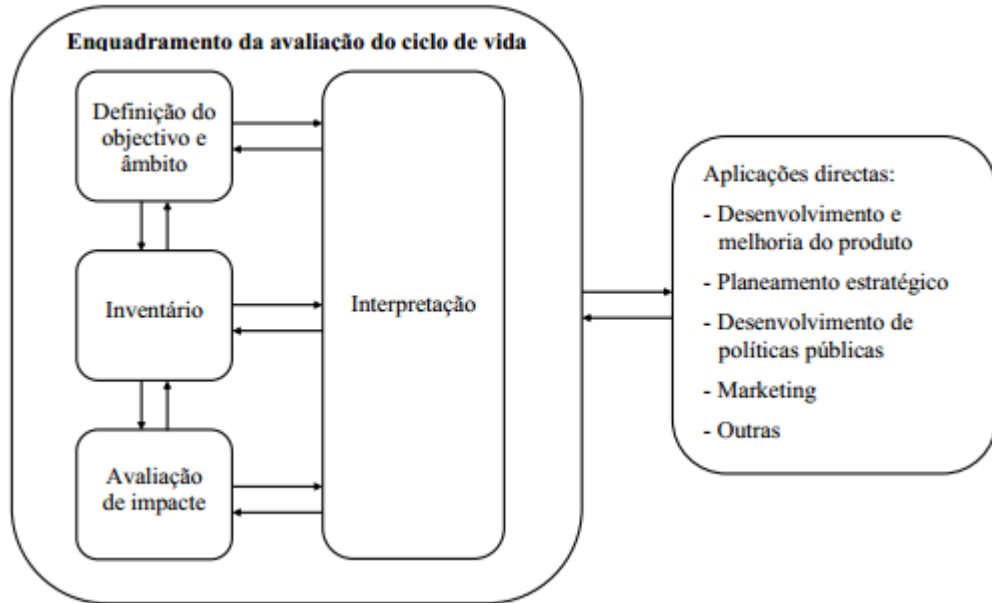 Enquadramento da avaliação do ciclo de vida
Definição do
objectivo e
âmbito
Inventário
Avaliação
de impacte
Interpretação
Aplicações directas:
- Desenvolvimento e
melhoria do produto
- Planeamento estratégico
- Desenvolvimento de
políticas públicas
- Marketing
- Outras